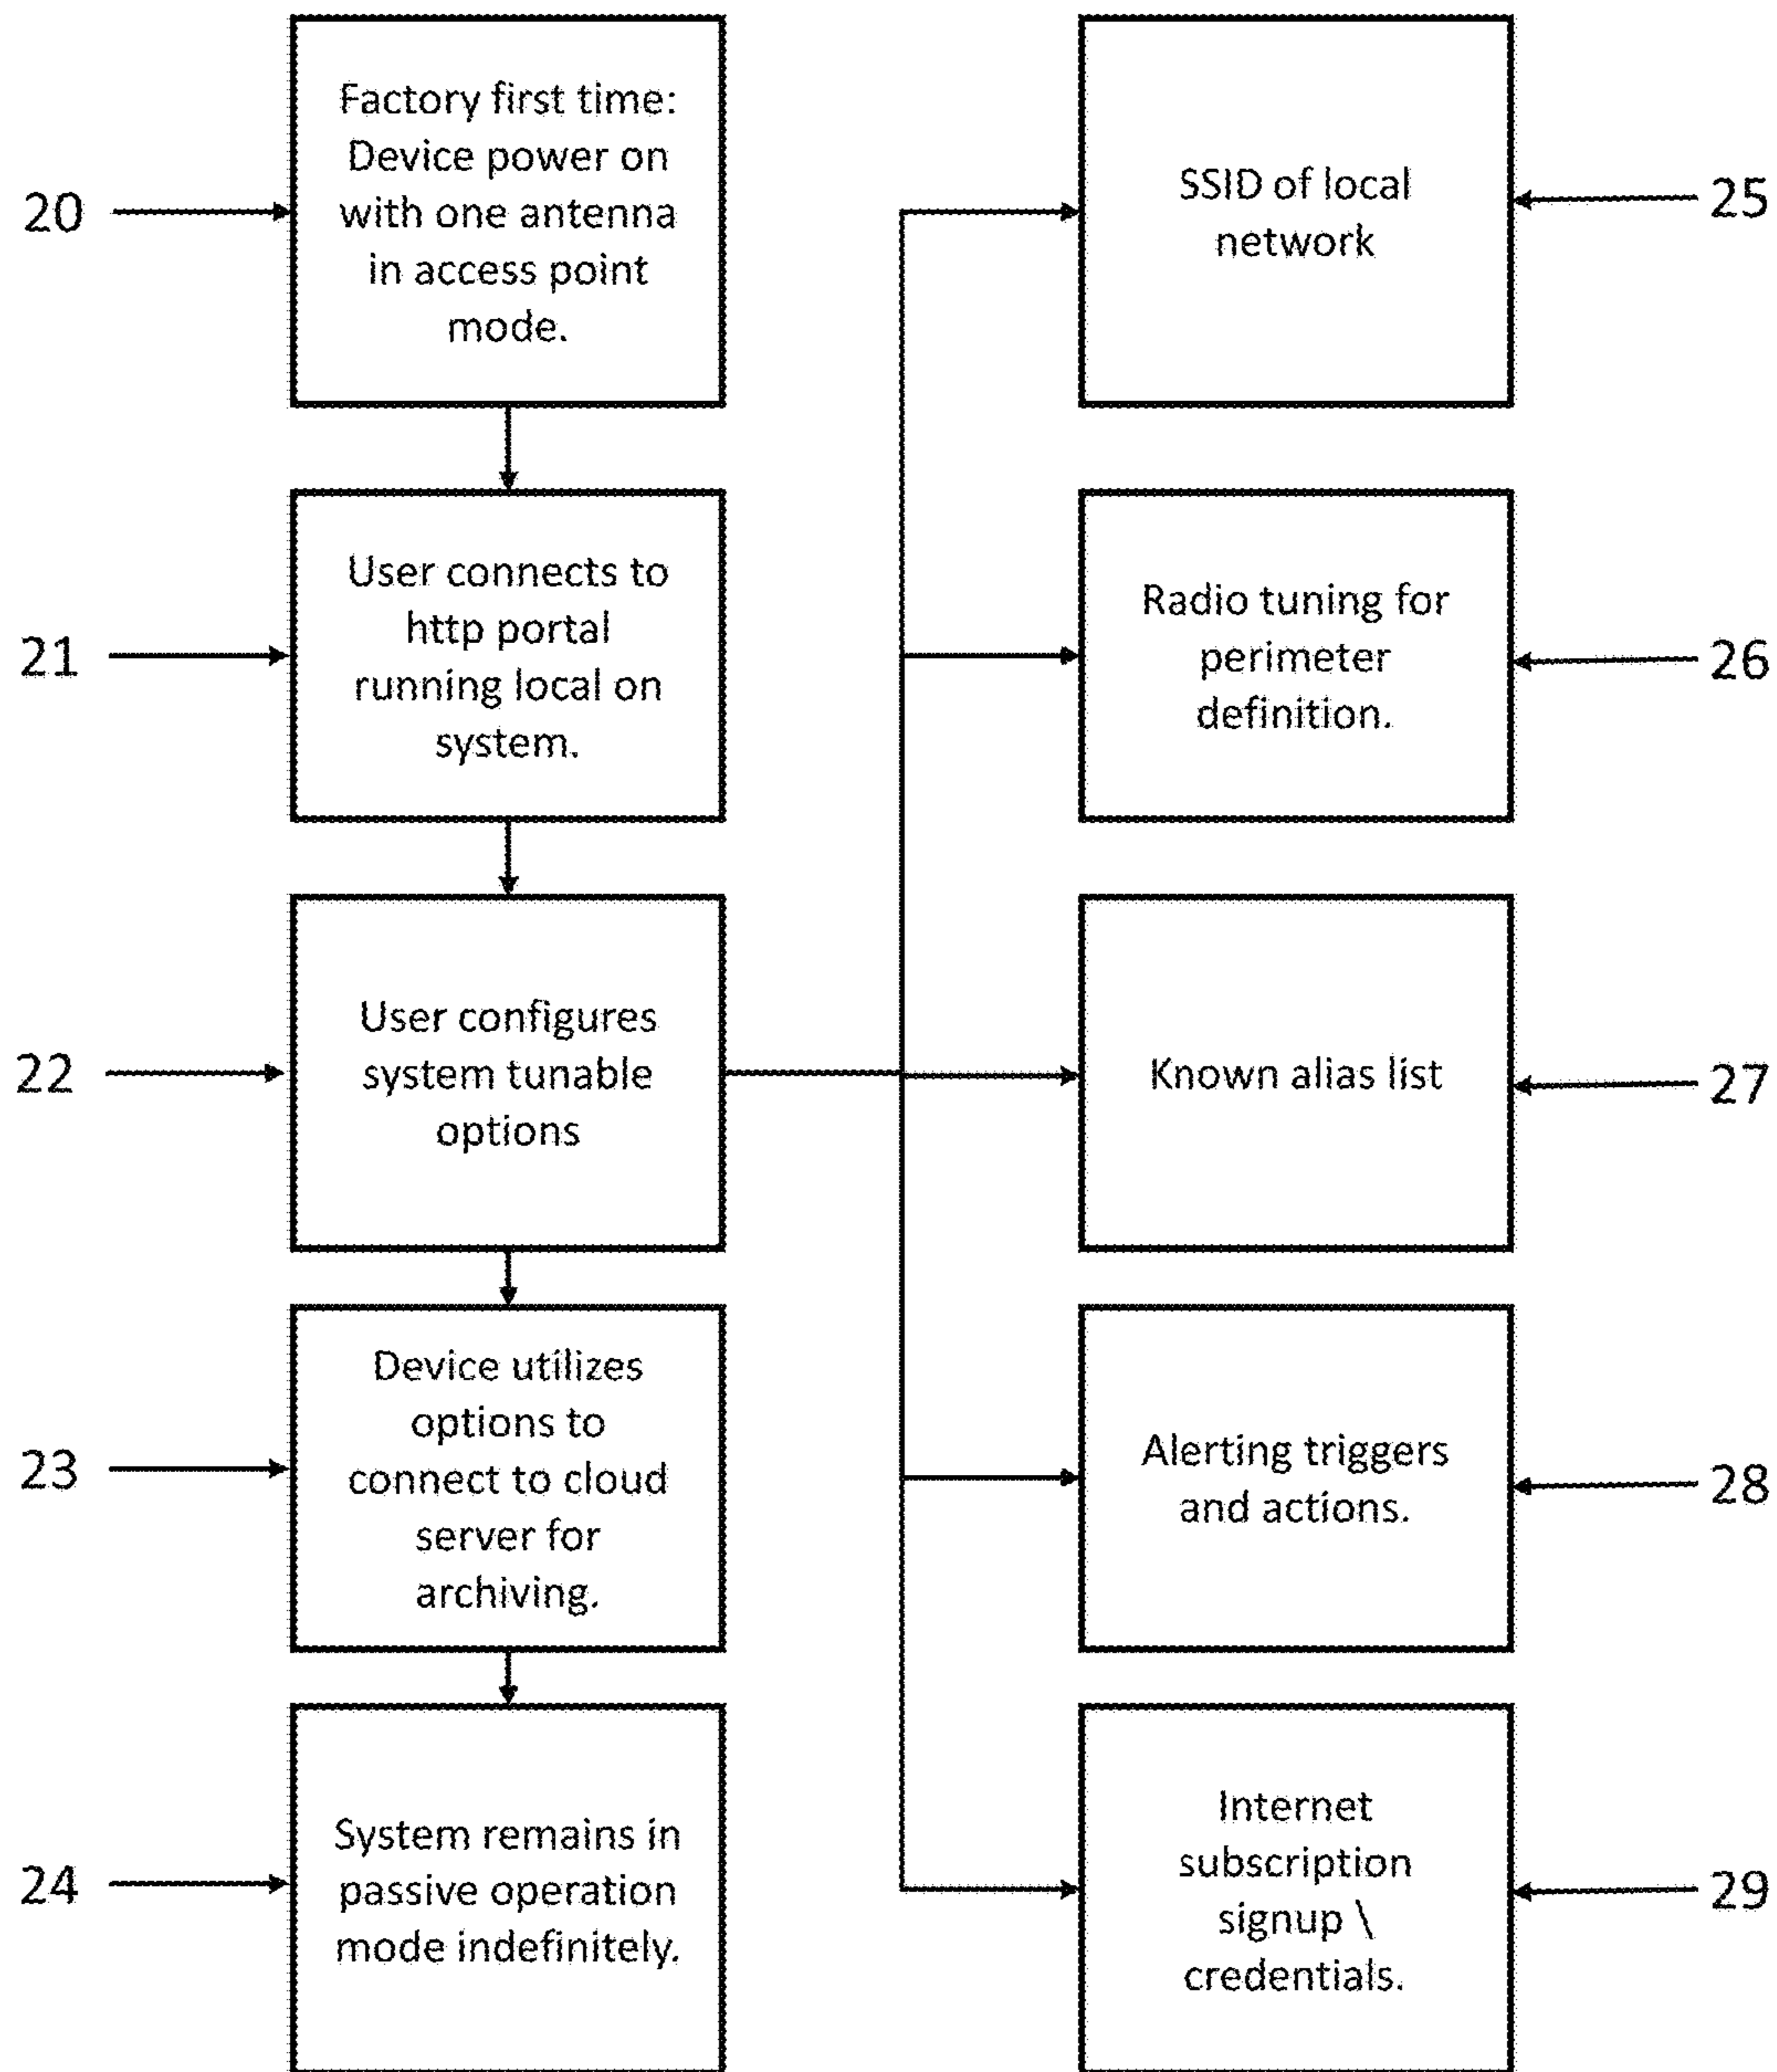 20
Factory first time:
Device power on
with one antenna
in access point
mode.
21
User connects to
http portal
running local on
system.
22
User configures
system tunable
options
23
Device utilizes
options to
connect to cloud
server for
archiving.
24
System remains in
passive operation
mode indefinitely.
SSID of local
network
25
Radio tuning for
perimeter
definition.
26
Known alias list
27
Alerting triggers
and actions.
28
Internet
subscription
signup \
credentials.
29